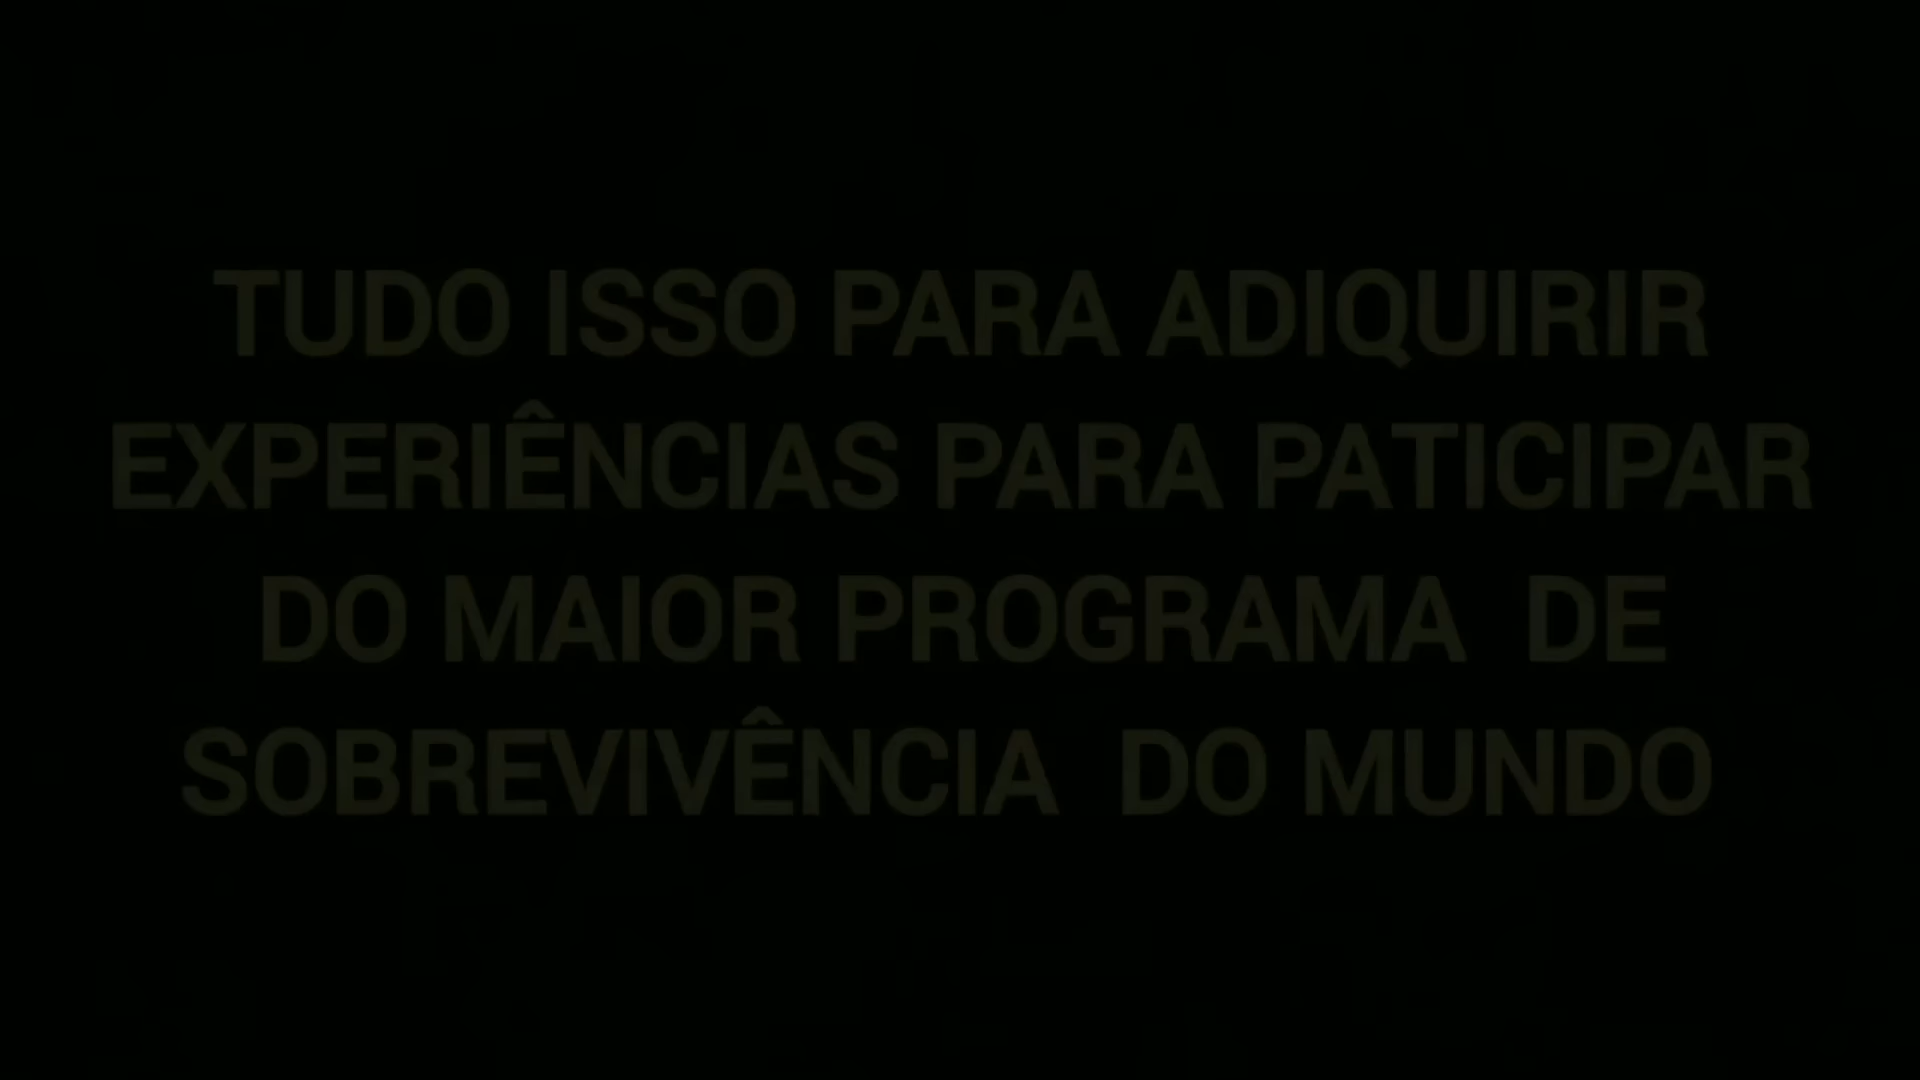 TUDO ISSO PARA ADIQUIRIR
EXPERIÊNCIAS PARA PATICIPAR
DO MAIOR PROGRAMA  DE
SOBREVIVÊNCIA  DO MUNDO